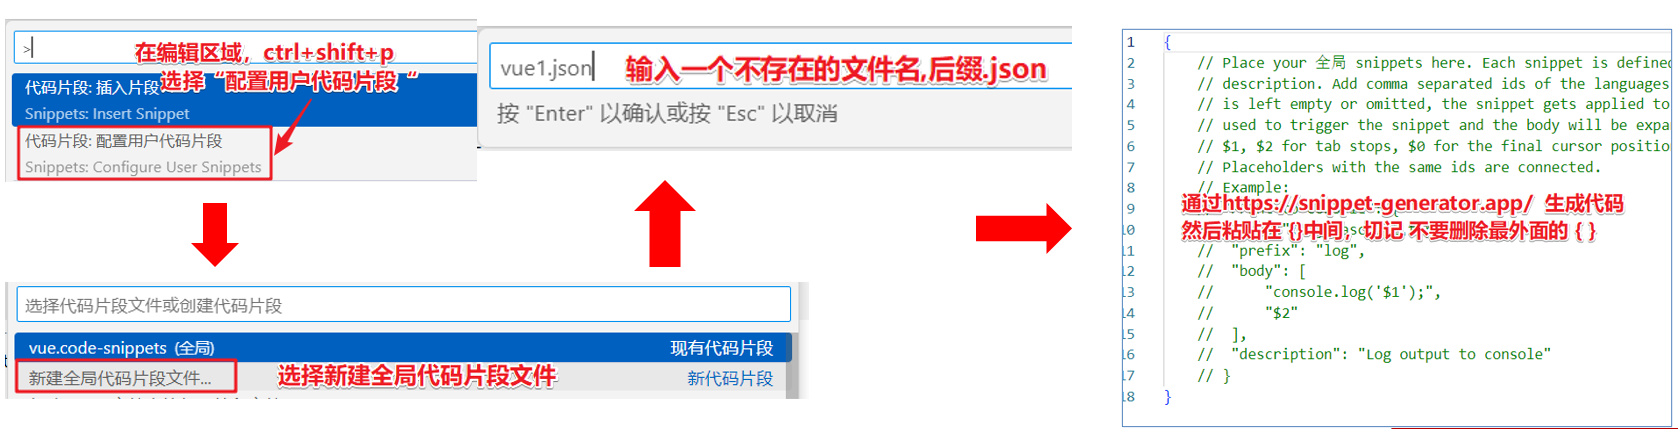 >
在编辑区域，ctrl+shift+p
选择“配置用户代码片段“
代码片段: 插入片段
Snippets: Insert Snippet
代码片段: 配置用户代码片段
Snippets: Configure User Snippets
选择代码片段文件或创建代码片段
vue.code-snippets (全局)
现有代码片段
新建全局代码片段文件...
选择新建全局代码片段文件
新代码片段
vue1.json
输入一个不存在的文件名,后缀.json
按 "Enter" 以确认或按 "Esc" 以取消
1 {
2 // Place your 全局 snippets here. Each snippet is define
3 // description. Add comma separated ids of the languages
4 // is left empty or omitted, the snippet gets applied to
5 // used to trigger the snippet and the body will be expa
6 // $1, $2 for tab stops, $0 for the final cursor positio
7 // Placeholders with the same ids are connected.
8 // Example:
9
通过https://snippet-generator.app/ 生成代码
10
然后粘贴在 {}中间，切记 不要删除最外面的 { }
11 // "prefix": "log",
12 // "body": [
13 // "console.log('$1');",
14 // "$2"
15 // ],
16 // "description": "Log output to console"
17 // }
18 }